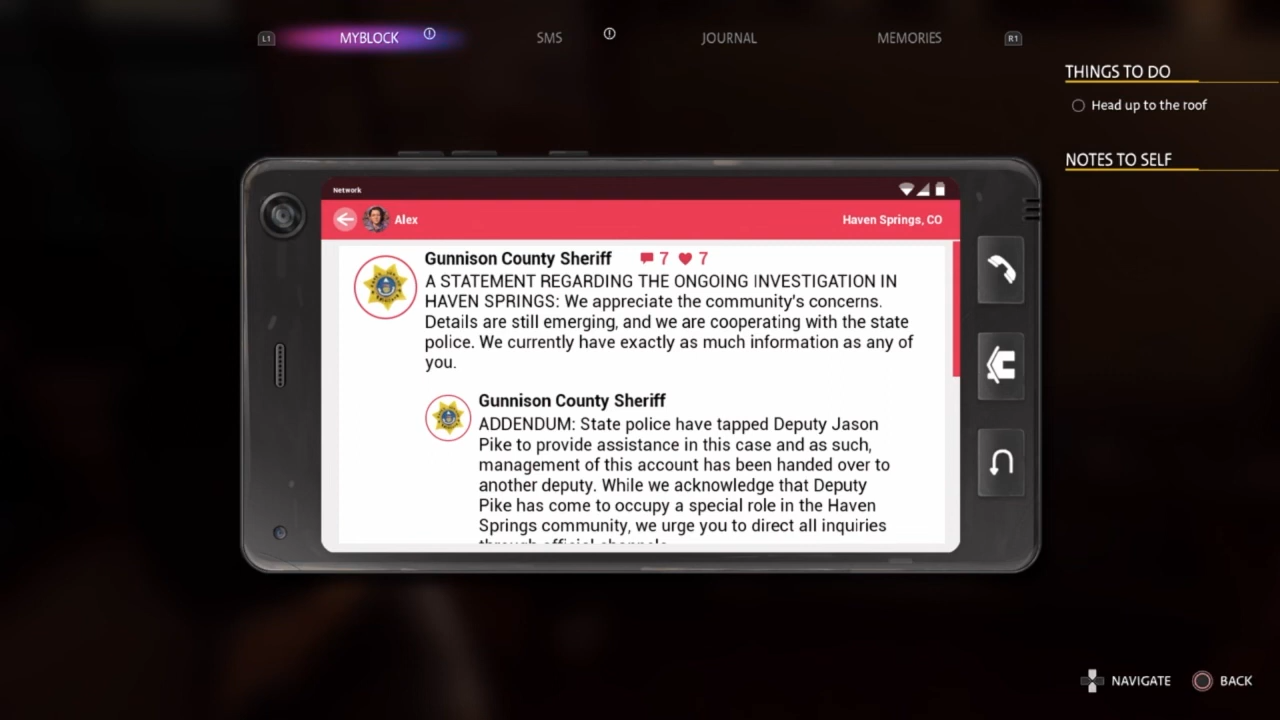 L1
MYBLOCK
SMS
JOURNAL
MEMORIES
R1
THINGS TO DO
Head up to the roof
NOTES TO SELF
Network
Alex
Haven Springs, CO
Gunnison County Sheriff 7 7
A STATEMENT REGARDING THE ONGOING INVESTIGATION IN
HAVEN SPRINGS: We appreciate the community's concerns.
Details are still emerging, and we are cooperating with the state
police. We currently have exactly as much information as any of
you.
Gunnison County Sheriff
ADDENDUM: State police have tapped Deputy Jason
Pike to provide assistance in this case and as such,
management of this account has been handed over to
another deputy. While we acknowledge that Deputy
Pike has come to occupy a special role in the Haven
Springs community, we urge you to direct all inquiries
through official channels.
NAVIGATE
BACK